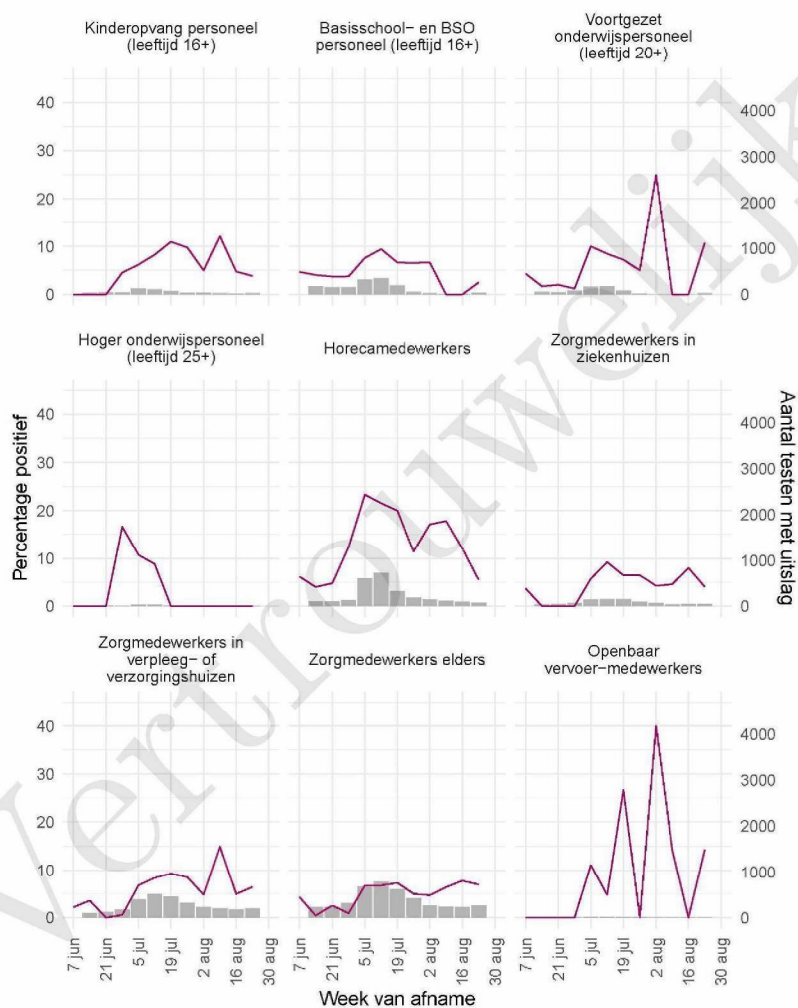 Kinderopvang personeel
(leeftijd 16+)
Basisschool- en BSO
personeel (leeftijd 16+)
Voortgezet
onderwijspersoneel
(leeftijd 20+)
40
30
20
10
0
4000
3000
2000
1000
0
Hoger onderwijspersoneel
(leeftijd 25+)
Horecamedewerkers
Zorgmedewerkers in
ziekenhuizen
40
30
20
10
0
4000
3000
2000
1000
0
Percentage positief
Aantal testen met uitslag
Zorgmedewerkers in
verpleeg- of
verzorgingshuizen
Zorgmedewerkers elders
Openbaar
vervoer-medewerkers
40
30
20
10
0
4000
3000
2000
1000
0
7 jun
21 jun
5 jul
19 jul
2 aug
16 aug
30 aug
7 jun
21 jun
5 jul
19 jul
2 aug
16 aug
30 aug
7 jun
21 jun
5 jul
19 jul
2 aug
16 aug
30 aug
Week van afname
Vertrouwelijk